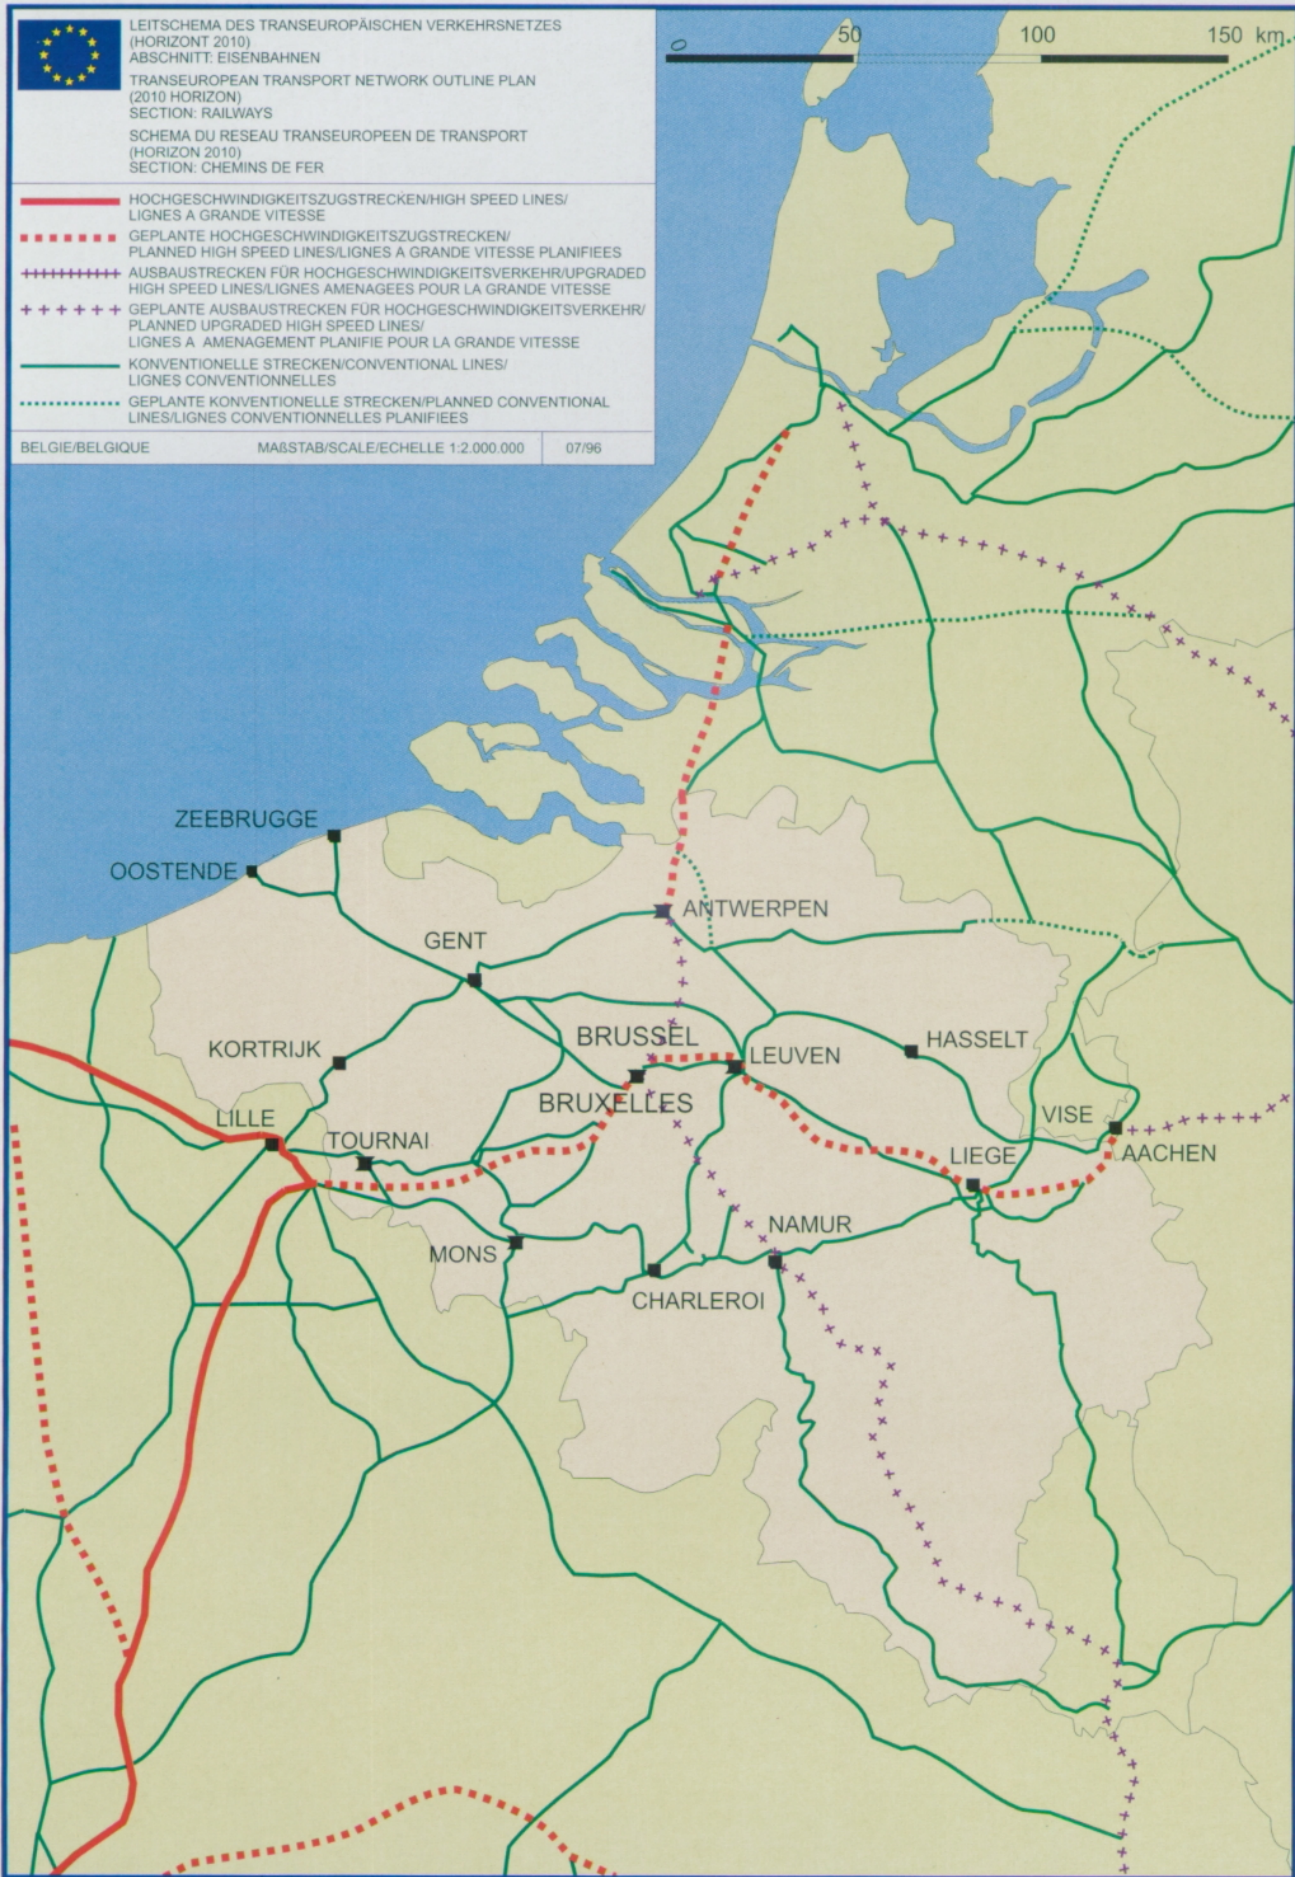 LEITSCHEMA DES TRANSEUROPÄISCHEN VERKEHRSNETZES
(HORIZONT 2010)
ABSCHNITT: EISENBAHNEN
TRANSEUROPEAN TRANSPORT NETWORK OUTLINE PLAN
(2010 HORIZON)
SECTION: RAILWAYS
SCHEMA DU RESEAU TRANSEUROPEEN DE TRANSPORT
(HORIZON 2010)
SECTION: CHEMINS DE FER
HOCHGESCHWINDIGKEITSZUGSTRECKEN/HIGH SPEED LINES/
LIGNES A GRANDE VITESSE
GEPLANTE HOCHGESCHWINDIGKEITSZUGSTRECKEN/
PLANNED HIGH SPEED LINES/LIGNES A GRANDE VITESSE PLANIFIEES
AUSBAUSTRECKEN FÜR HOCHGESCHWINDIGKEITSVERKEHR/UPGRADED
HIGH SPEED LINES/LIGNES AMENAGEES POUR LA GRANDE VITESSE
GEPLANTE AUSBAUSTRECKEN FÜR HOCHGESCHWINDIGKEITSVERKEHR/
PLANNED UPGRADED HIGH SPEED LINES/
LIGNES A AMENAGEMENT PLANIFIE POUR LA GRANDE VITESSE
KONVENTIONELLE STRECKEN/CONVENTIONAL LINES/
LIGNES CONVENTIONNELLES
GEPLANTE KONVENTIONELLE STRECKEN/PLANNED CONVENTIONAL
LINES/LIGNES CONVENTIONNELLES PLANIFIEES
BELGIE/BELGIQUE MAßSTAB/SCALE/ECHELLE 1:2.000.000 07/96
0 50 100 150 km
ZEEBRUGGE
OOSTENDE
ANTWERPEN
GENT
BRUSSEL
HASSELT
KORTRIJK
LEUVEN
BRUXELLES
LILLE
VISE
TOURNAI
AACHEN
LIEGE
NAMUR
MONS
CHARLEROI